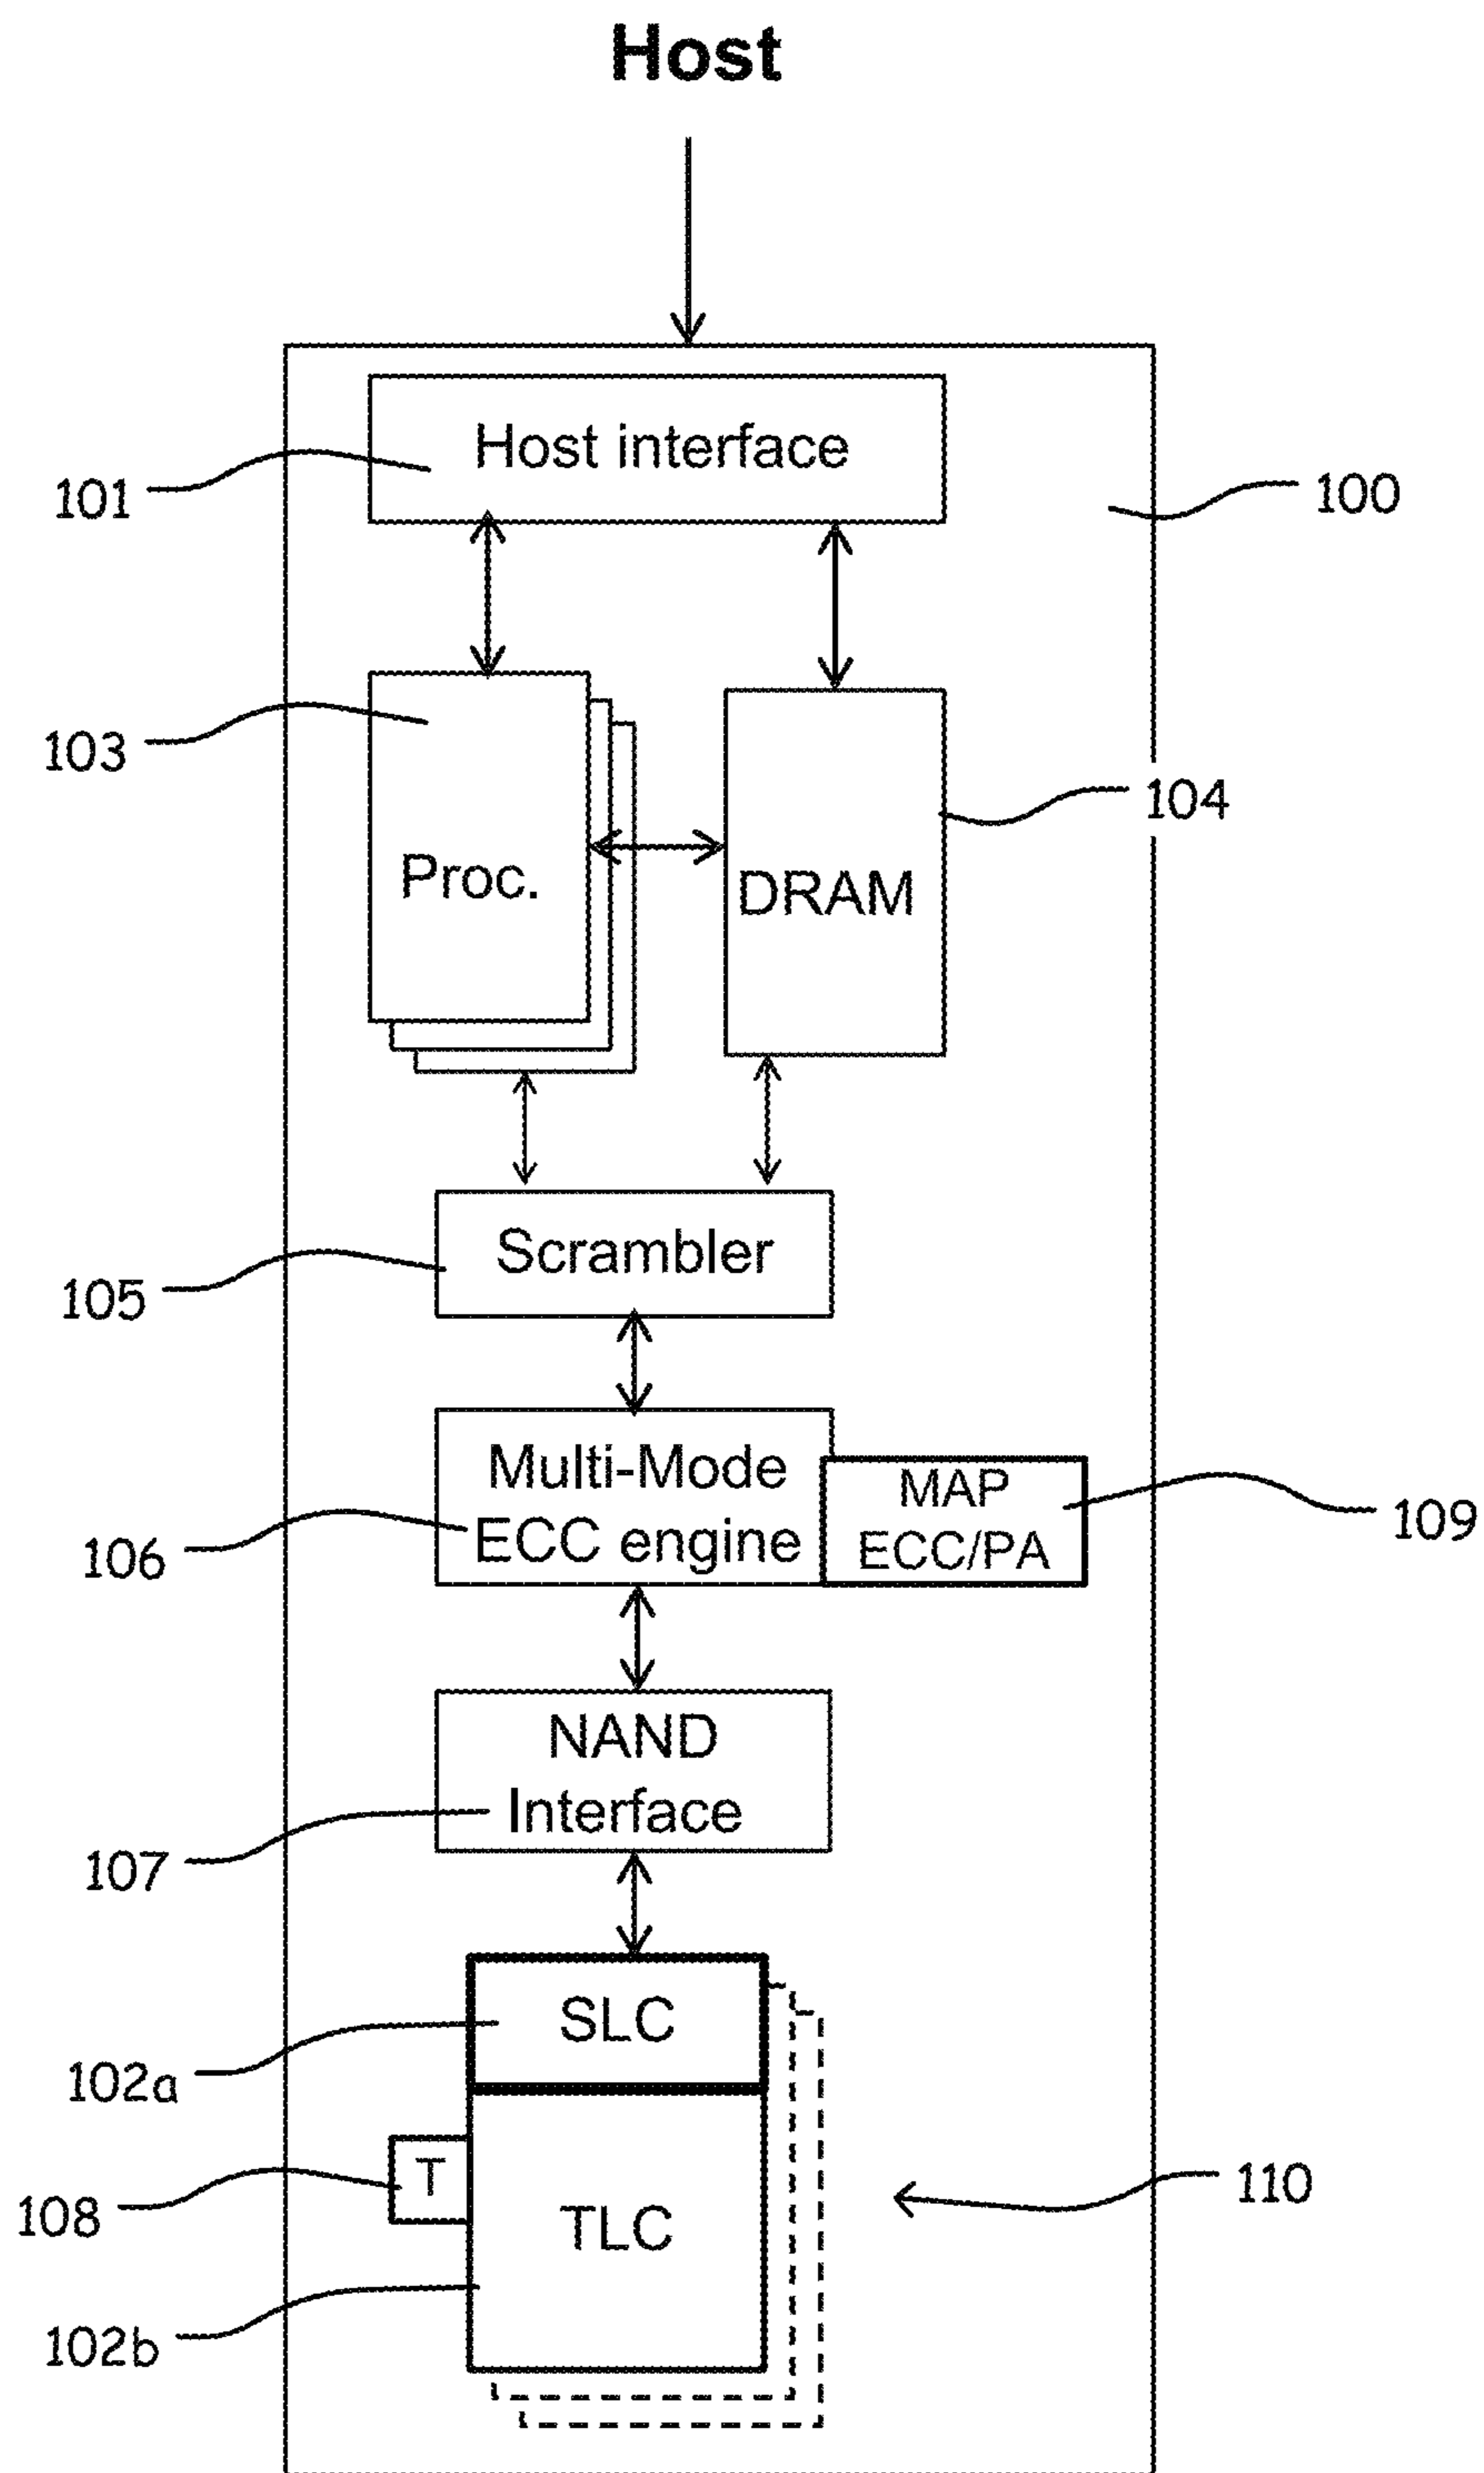 Host
Host interface
101
100
103
Proc.
104
DRAM
Scrambler
105
Multi-Mode
ECC engine
MAP
ECC/PA
106
109
NAND
Interface
107
SLC
102a
T
108
TLC
110
102b